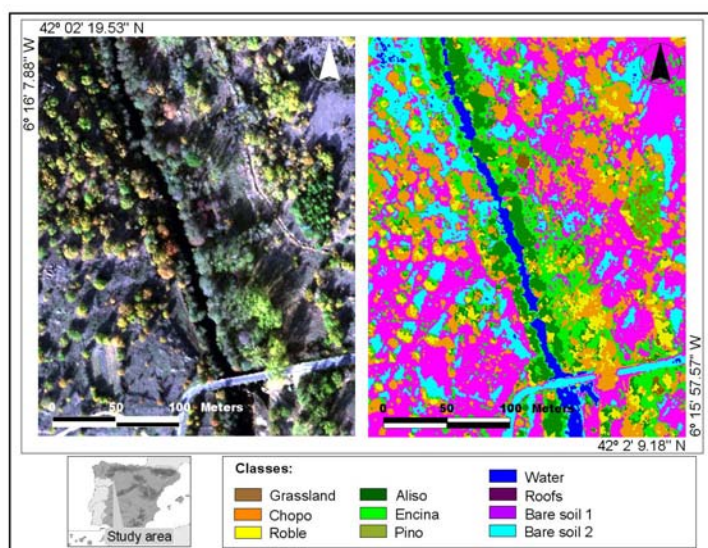 42º 02' 19.53" N
6º 16' 7.88" W
0 50 100 Meters
0 50 100 Meters
6º 15' 57.57" W
42º 2' 9.18" N
Study area
Classes:
Grassland
Chopo
Roble
Aliso
Encina
Pino
Water
Roofs
Bare soil 1
Bare soil 2